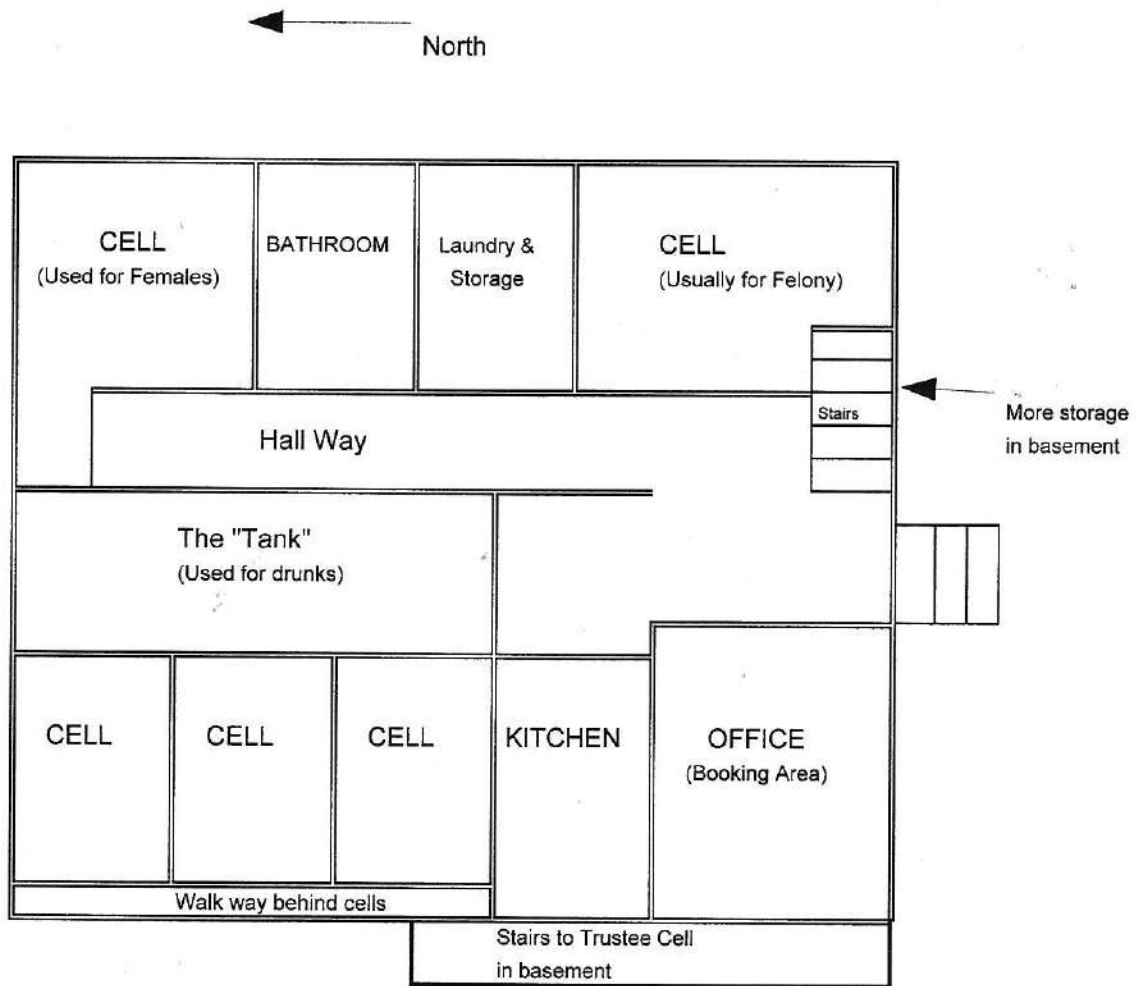 North
CELL
(Used for Females)
BATHROOM
Laundry &
Storage
CELL
(Usually for Felony)
Stairs
More storage
in basement
Hall Way
The "Tank"
(Used for drunks)
CELL
CELL
CELL
KITCHEN
OFFICE
(Booking Area)
Walk way behind cells
Stairs to Trustee Cell
in basement